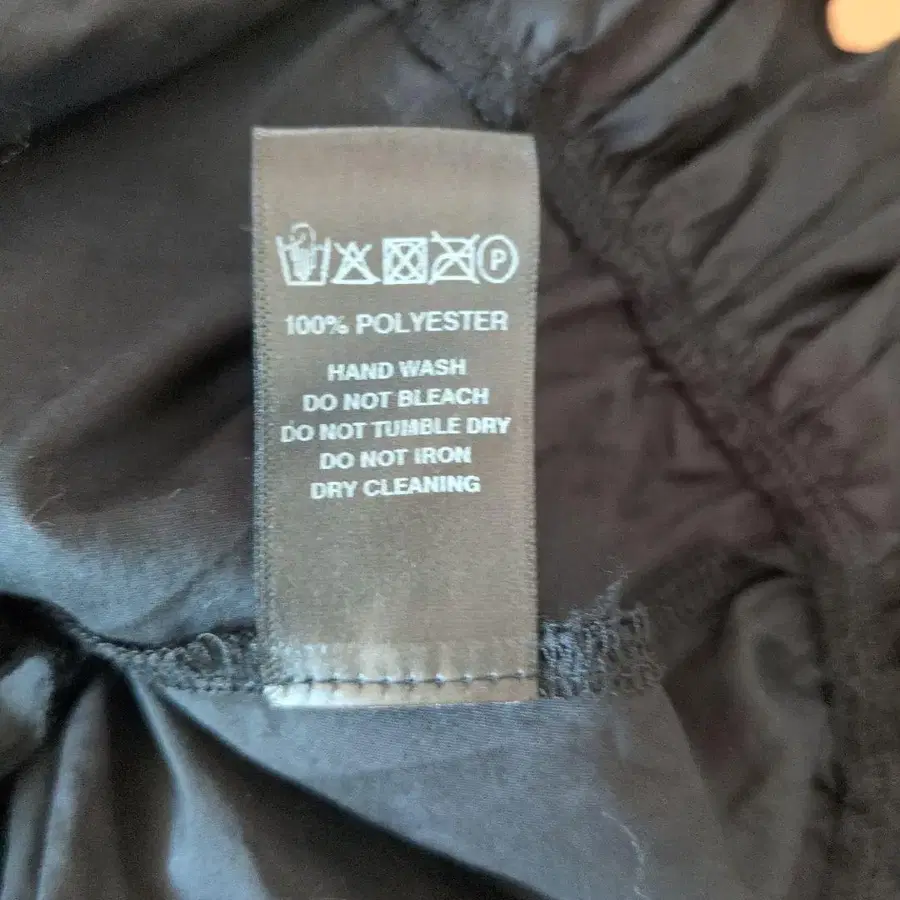 P
100% POLYESTER
HAND WASH
DO NOT BLEACH
DO NOT TUMBLE DRY
DO NOT IRON
DRY CLEANING